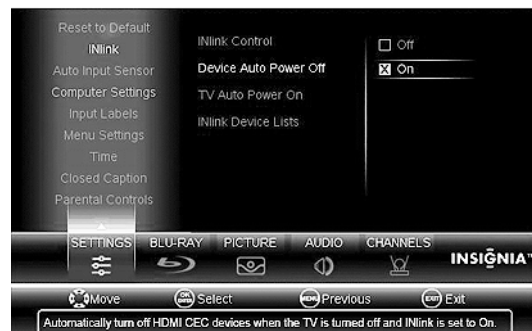 Reset to Default
INlink
Auto Input Sensor
Computer Settings
Input Labels
Menu Settings
Time
Closed Caption
Parental Controls
INlink Control
Device Auto Power Off
TV Auto Power On
INlink Device Lists
Off
X On
SETTINGS BLU-RAY PICTURE AUDIO CHANNELS
INSIGNIA™
Move OK ENTER Select MENU Previous EXIT Exit
Automatically turn off HDMI CEC devices when the TV is turned off and INlink is set to On.